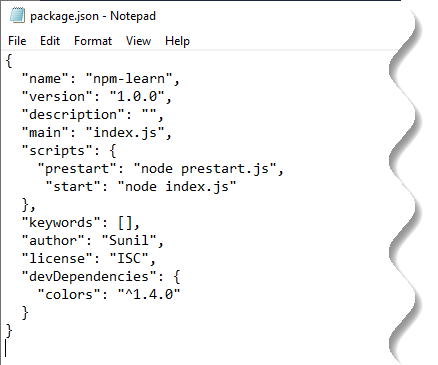 package.json - Notepad
File Edit Format View Help
{
  "name": "npm-learn",
  "version": "1.0.0",
  "description": "",
  "main": "index.js",
  "scripts": {
    "prestart": "node prestart.js",
     "start": "node index.js"
  },
  "keywords": [],
  "author": "Sunil",
  "license": "ISC",
  "devDependencies": {
    "colors": "^1.4.0"
  }
}